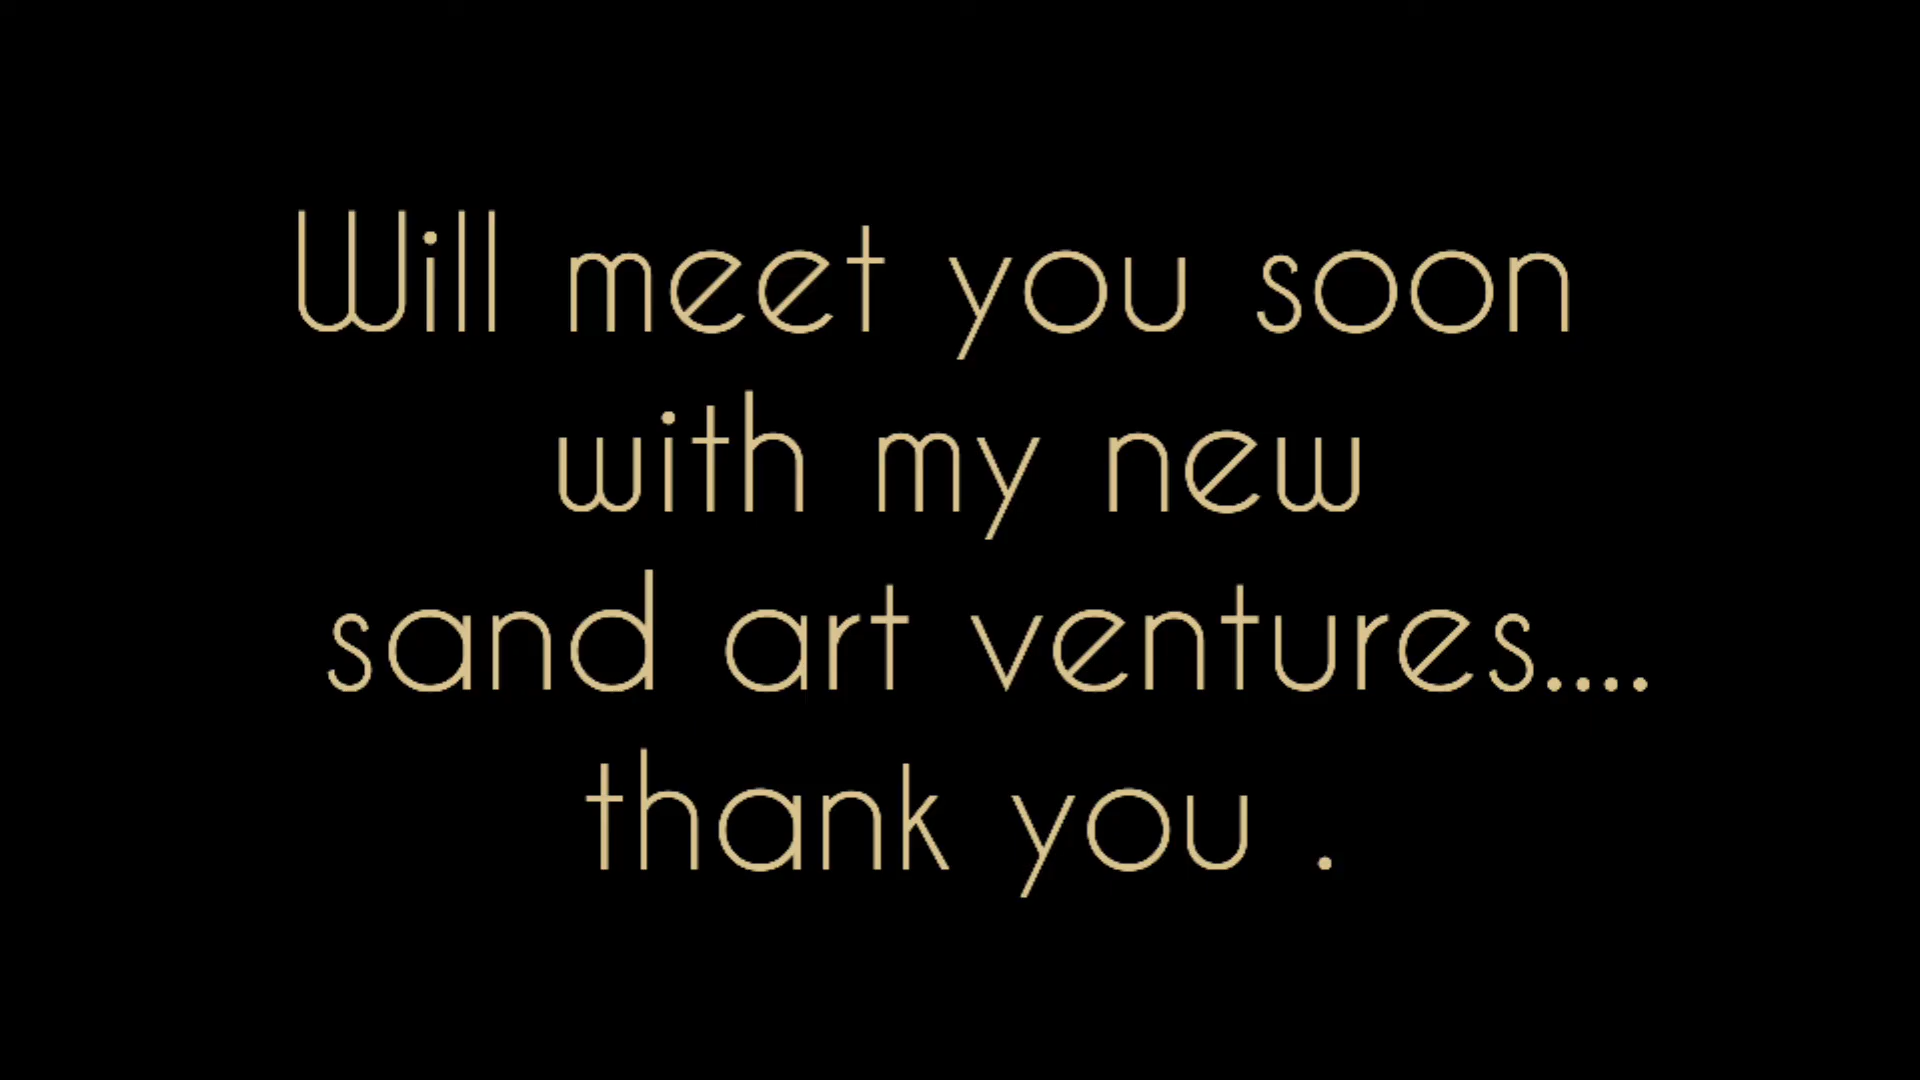 Will meet you soon
with my new
sand art ventures....
thank you .